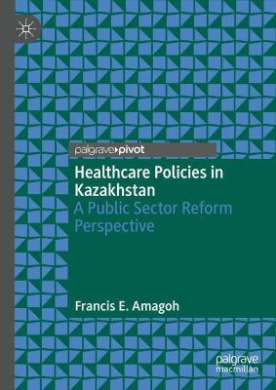 palgrave►pivot
Healthcare Policies in
Kazakhstan
A Public Sector Reform
Perspective
Francis E. Amagoh
palgrave
macmillan